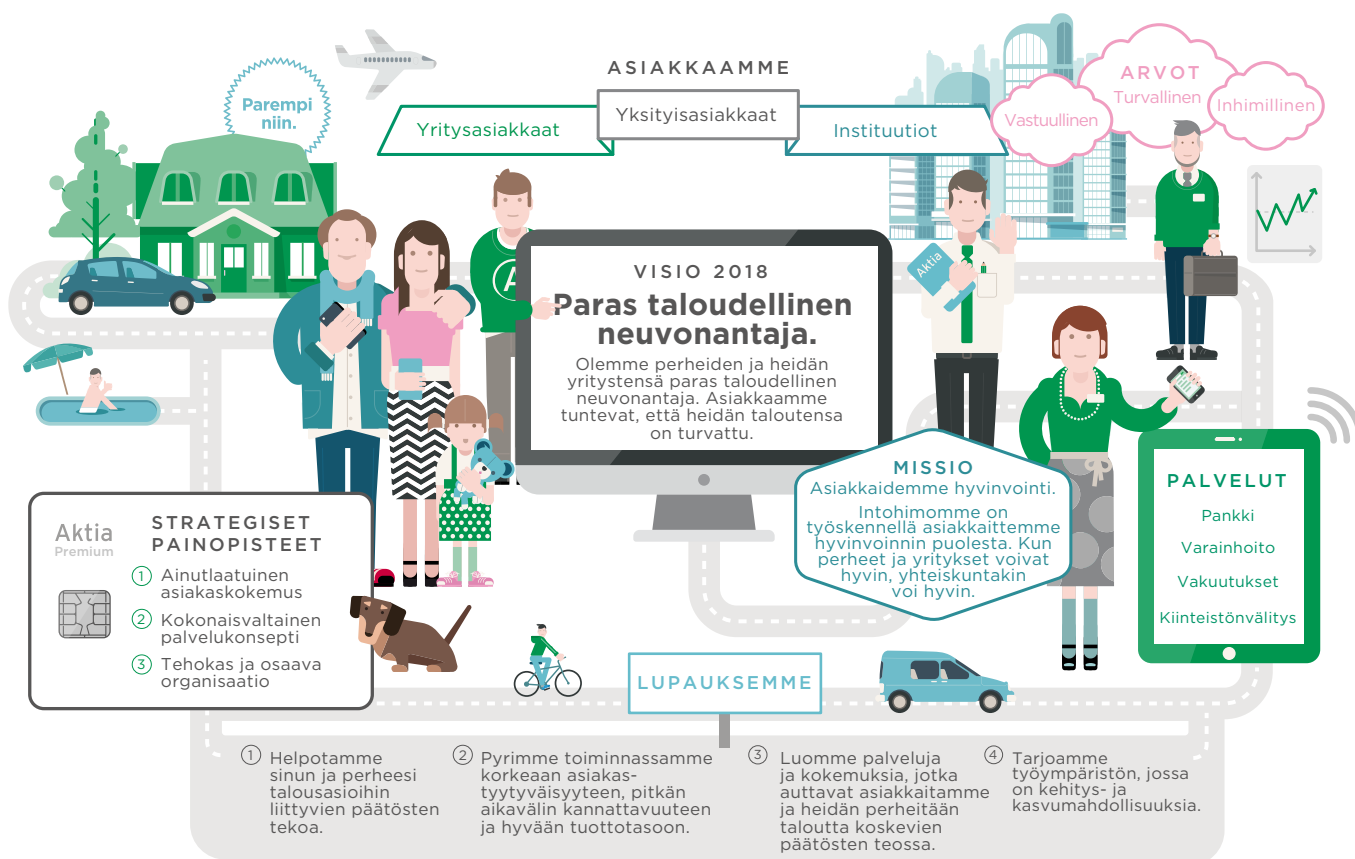 Parempi
niin.
ASIAKKAAMME
Yritysasiakkaat
Yksityisasiakkaat
Instituutiot
ARVOT
Turvallinen
Vastuullinen
Inhimillinen
A
Aktia
VISIO 2018
Paras taloudellinen
neuvonantaja.
Olemme perheiden ja heidän
yritystensä paras taloudellinen
neuvonantaja. Asiakkaamme
tuntevat, että heidän taloutensa
on turvattu.
MISSIO
Asiakkaidemme hyvinvointi.
Intohimomme on
työskennellä asiakkaittemme
hyvinvoinnin puolesta. Kun
perheet ja yritykset voivat
hyvin, yhteiskuntakin
voi hyvin.
PALVELUT
Pankki
Varainhoito
Vakuutukset
Kiinteistönvälitys
Aktia
Premium
STRATEGISET
PAINOPISTEET
1 Ainutlaatuinen
asiakaskokemus
2 Kokonaisvaltainen
palvelukonsepti
3 Tehokas ja osaava
organisaatio
LUPAUKSEMME
1 Helpotamme
sinun ja perheesi
talousasioihin
liittyvien päätösten
tekoa.
2 Pyrimme toiminnassamme
korkeaan asiakas-
tyytyväisyyteen, pitkän
aikavälin kannattavuuteen
ja hyvään tuottotasoon.
3 Luomme palveluja
ja kokemuksia, jotka
auttavat asiakkaitamme
ja heidän perheitään
taloutta koskevien
päätösten teossa.
4 Tarjoamme
työympäristön, jossa
on kehitys- ja
kasvumahdollisuuksia.